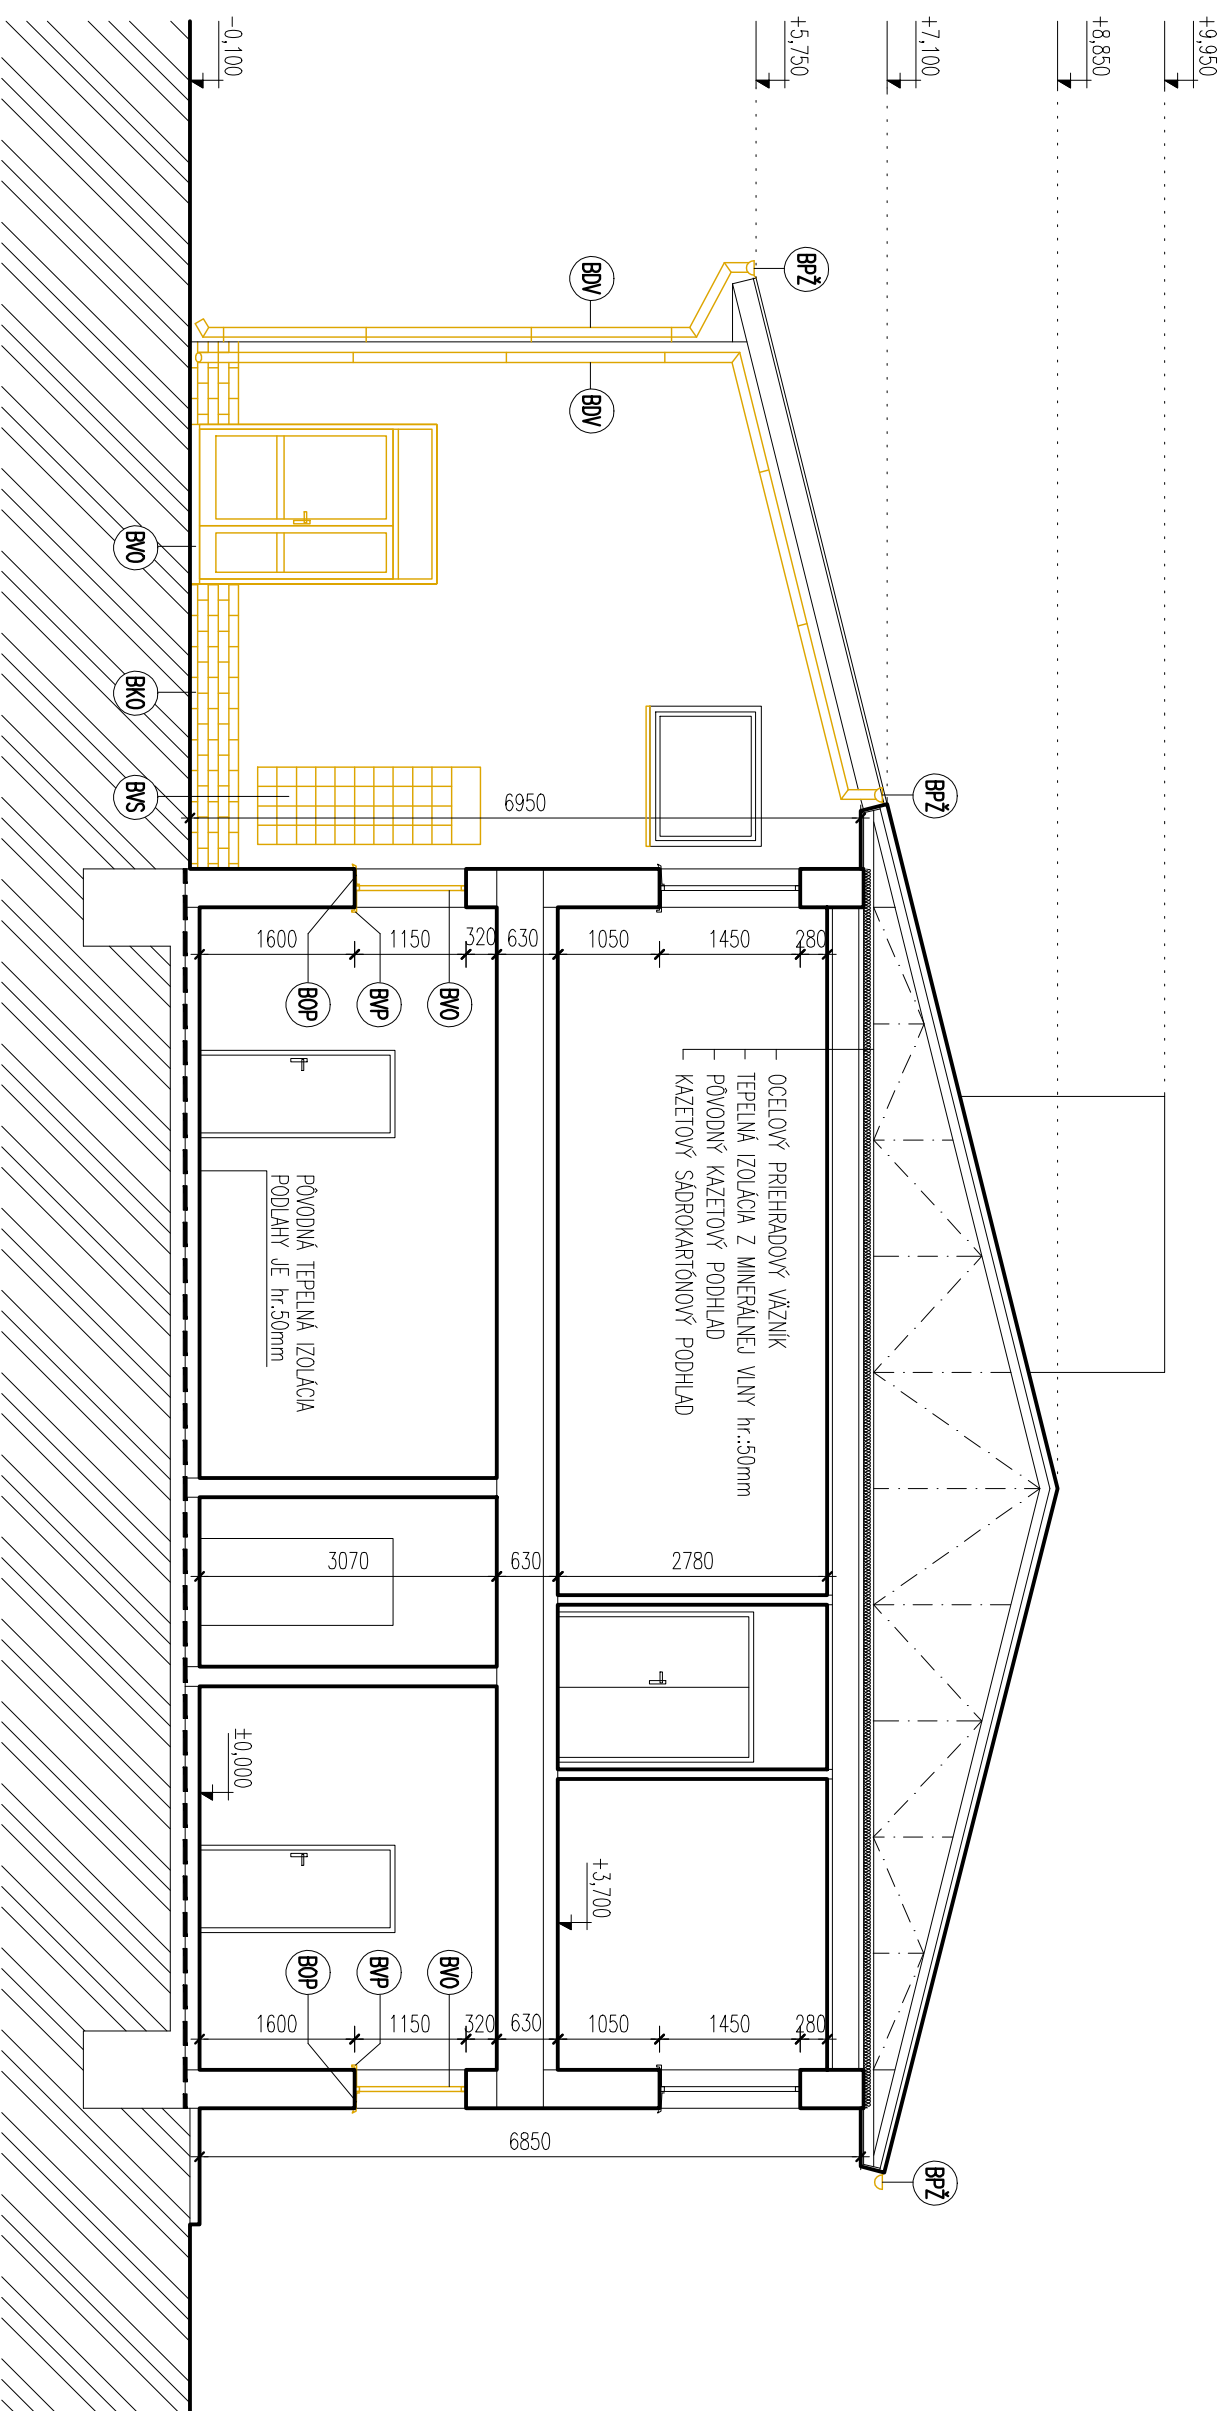 +9,950
+8,850
+7,100
+5,750
-0,100
BPŽ
BPŽ
BDV
BDV
BVO
BKO
BVS
6950
280
1450
1050
630
320
1150
1600
BVO
BVP
BOP
OCELOVÝ PRIEHRADOVÝ VÄZNÍK
TEPELNÁ IZOLÁCIA Z MINERÁLNEJ VLNY hr.:50mm
PÔVODNÝ KAZETOVÝ PODHLAD
KAZETOVÝ SÁDROKARTÓNOVÝ PODHLAD
PÔVODNÁ TEPELNÁ IZOLÁCIA
PODLAHY JE hr.50mm
2780
630
3070
±0,000
+3,700
BVO
BVP
BOP
280
1450
1050
630
320
1150
1600
6850
BPŽ